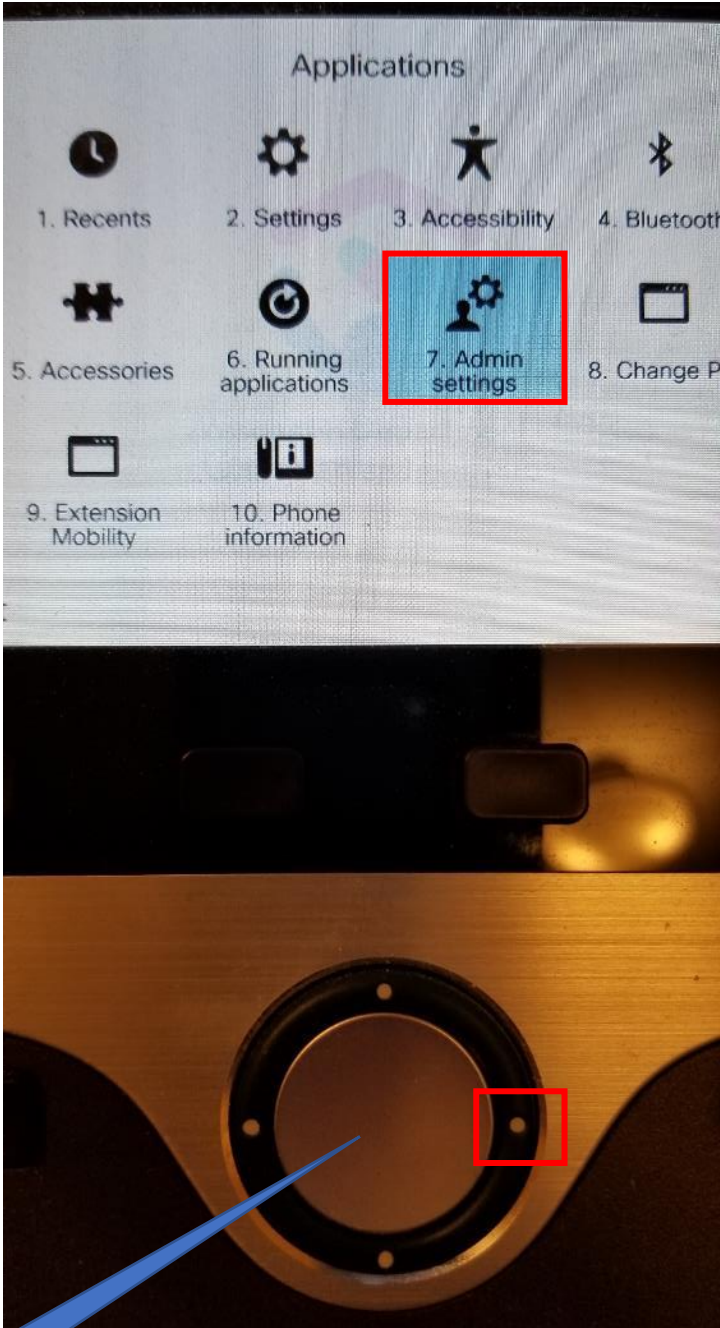 Applications
1. Recents
2. Settings
3. Accessibility
4. Bluetooth
5. Accessories
6. Running
applications
7. Admin
settings
8. Change P
9. Extension
Mobility
10. Phone
information